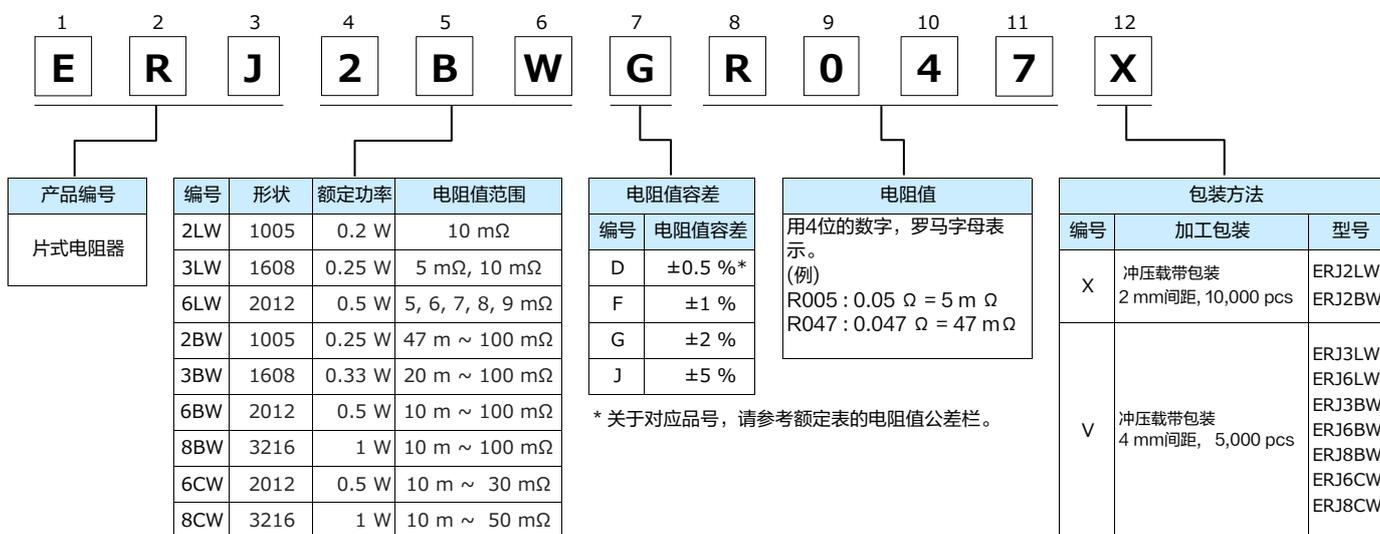 1 2 3 4 5 6 7 8 9 10 11 12
E R J 2 B W G R 0 4 7 X
产品编号
片式电阻器
编号 形状 额定功率 电阻值范围
2LW 1005 0.2 W 10 mΩ
3LW 1608 0.25 W 5 mΩ, 10 mΩ
6LW 2012 0.5 W 5, 6, 7, 8, 9 mΩ
2BW 1005 0.25 W 47 m ~ 100 mΩ
3BW 1608 0.33 W 20 m ~ 100 mΩ
6BW 2012 0.5 W 10 m ~ 100 mΩ
8BW 3216 1 W 10 m ~ 100 mΩ
6CW 2012 0.5 W 10 m ~ 30 mΩ
8CW 3216 1 W 10 m ~ 50 mΩ
电阻值容差
编号 电阻值容差
D ±0.5 %*
F ±1 %
G ±2 %
J ±5 %
* 关于对应品号，请参考额定表的电阻值公差栏。
电阻值
用4位的数字，罗马字母表
示。
(例)
R005 : 0.05 Ω = 5 m Ω
R047 : 0.047 Ω = 47 mΩ
包装方法
编号 加工包装 型号
X 冲压载带包装
2 mm间距, 10,000 pcs
ERJ2LW
ERJ2BW
V 冲压载带包装
4 mm间距, 5,000 pcs
ERJ3LW
ERJ6LW
ERJ3BW
ERJ6BW
ERJ8BW
ERJ6CW
ERJ8CW